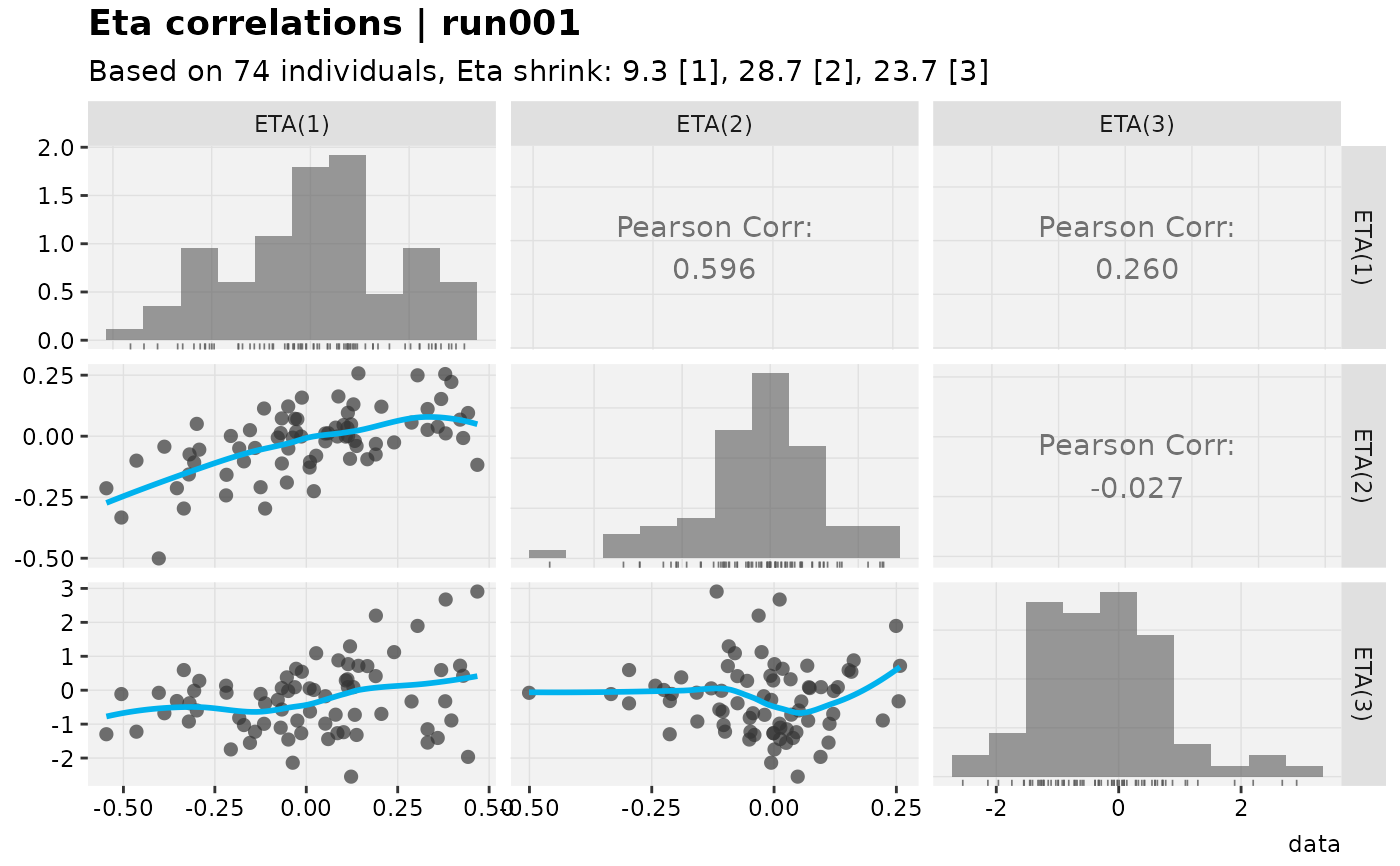 Eta correlations | run001
Based on 74 individuals, Eta shrink: 9.3 [1], 28.7 [2], 23.7 [3]
ETA(1) ETA(2) ETA(3)
2.0
1.5
1.0
0.5
0.0
Pearson Corr:
0.596
Pearson Corr:
0.260
ETA(1)
0.25
0.00
-0.25
-0.50
Pearson Corr:
-0.027
ETA(2)
3
2
1
0
-1
-2
ETA(3)
-0.50 -0.25 0.00 0.25 0.50 -0.50 -0.25 0.00 0.25 -2 0 2
data